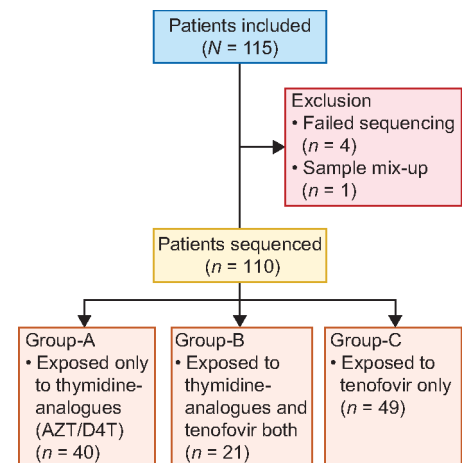 Patients included
(N = 115)
Exclusion
• Failed sequencing
(n = 4)
• Sample mix-up
(n = 1)
Patients sequenced
(n = 110)
Group-A
• Exposed only
to thymidine-
analogues
(AZT/D4T)
(n = 40)
Group-B
• Exposed to
thymidine-
analogues and
tenofovir both
(n = 21)
Group-C
• Exposed to
tenofovir only
(n = 49)